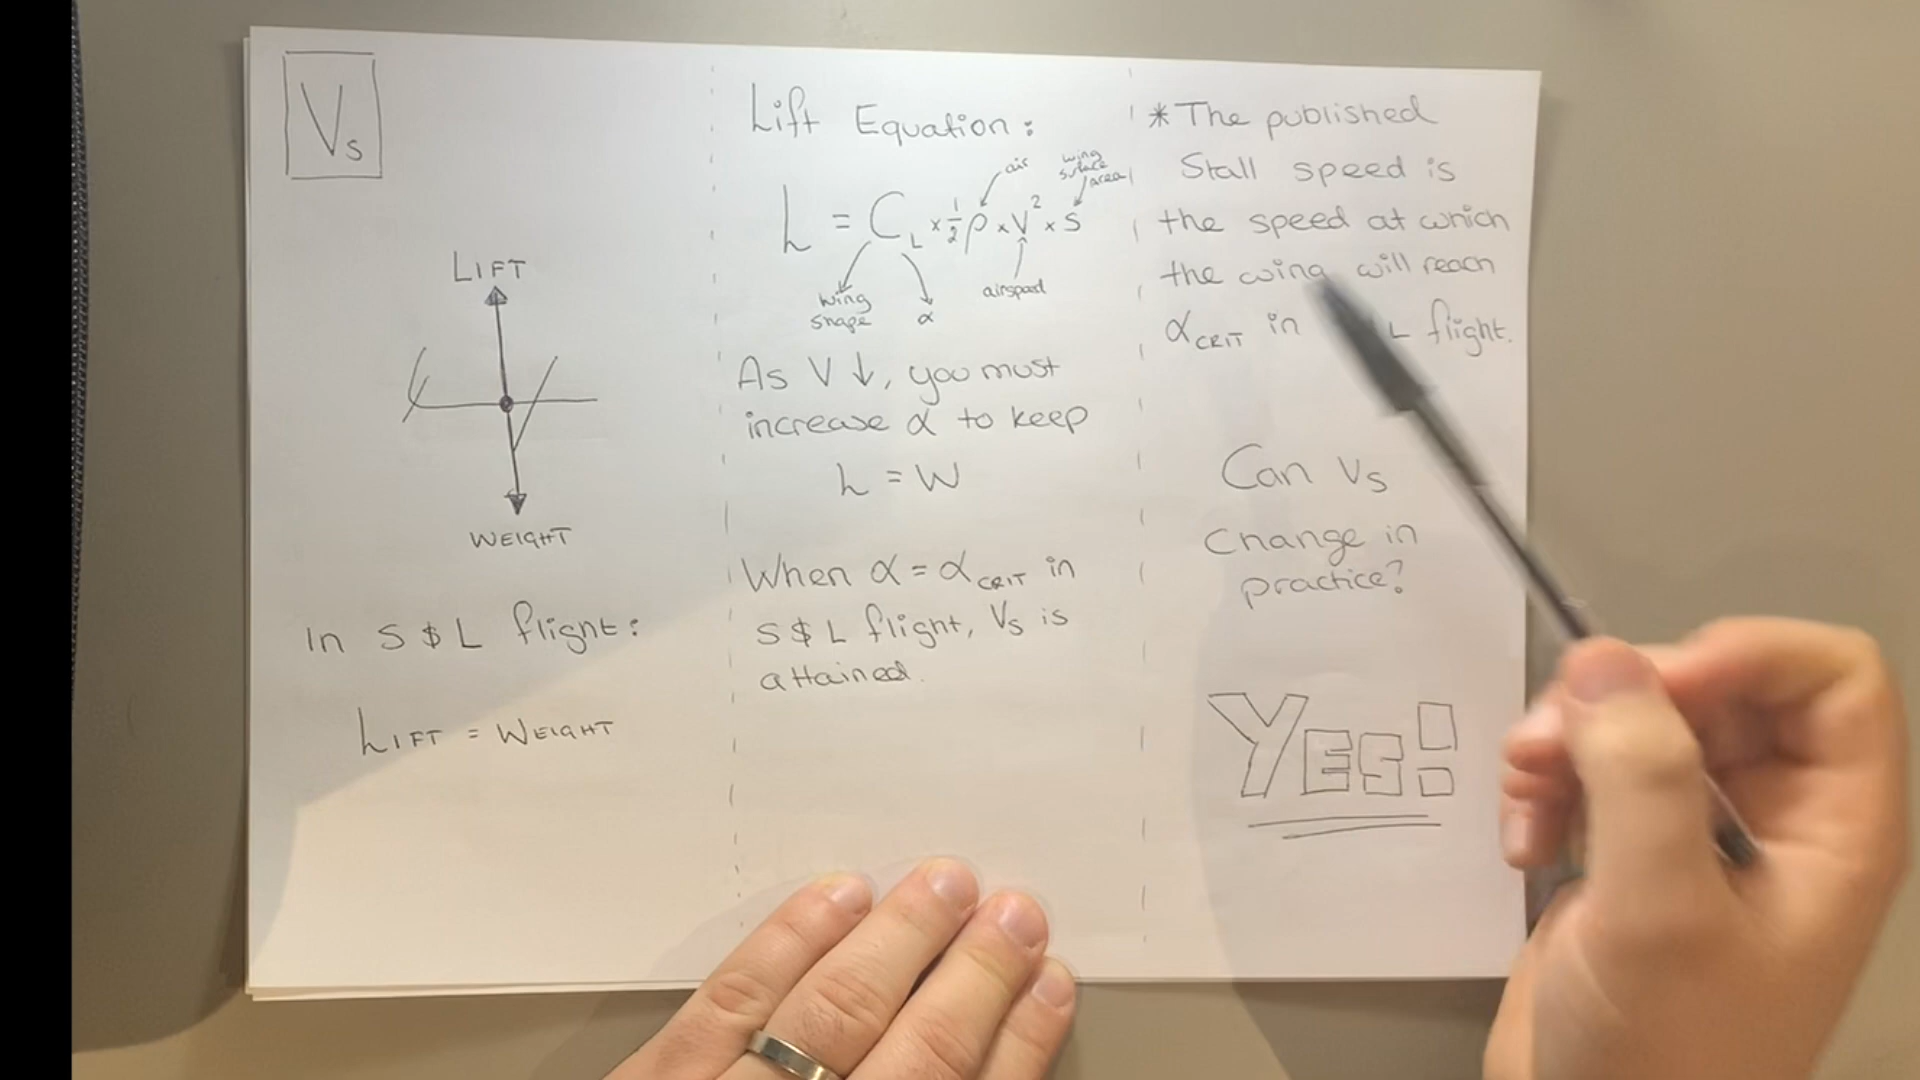 Vs
LIFT
WEIGHT
In S & L flight:
LIFT = WEIGHT
Lift Equation:
air
wing
surface
area
L = CL × 1/2 ρ × V² × S
wing
shape
α
airspeed
As V ↓, you must
increase α to keep
L = W
When α = αCRIT in
S & L flight, Vs is
attained.
* The published
Stall speed is
the speed at which
the wing will reach
αCRIT in L flight.
Can Vs
Change in
practice?
YES!